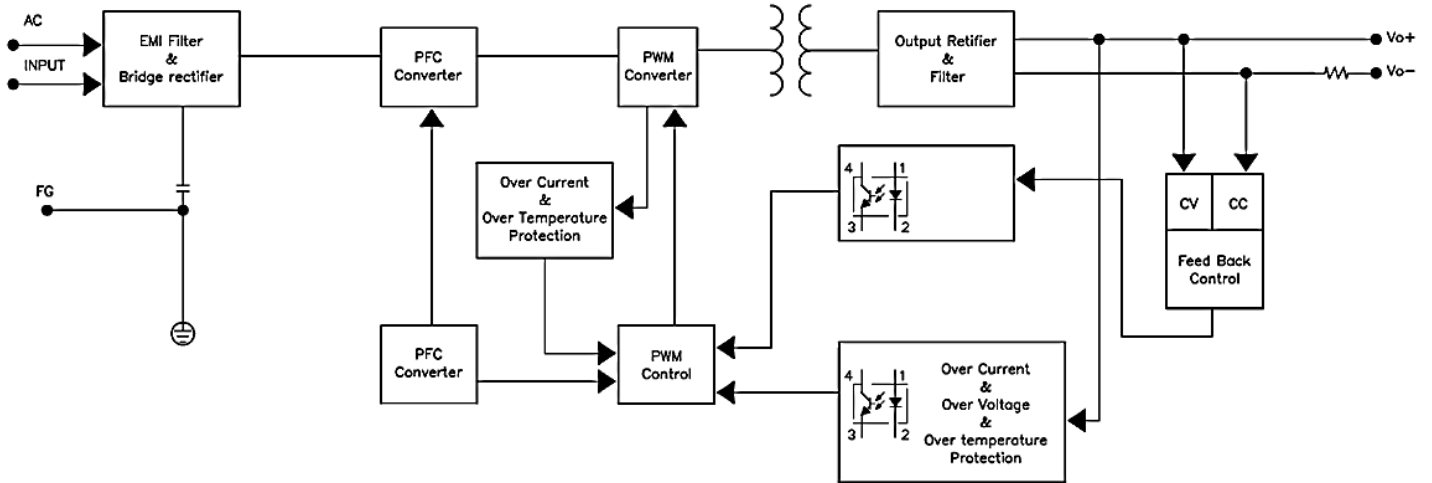 AC
INPUT
EMI Filter
&
Bridge rectifier
PFC
Converter
PWM
Converter
Output Retifier
&
Filter
Vo+
Vo-
FG
Over Current
&
Over Temperature
Protection
4 1
3 2
CV CC
Feed Back
Control
PFC
Converter
PWM
Control
4 1
3 2
Over Current
&
Over Voltage
&
Over temperature
Protection